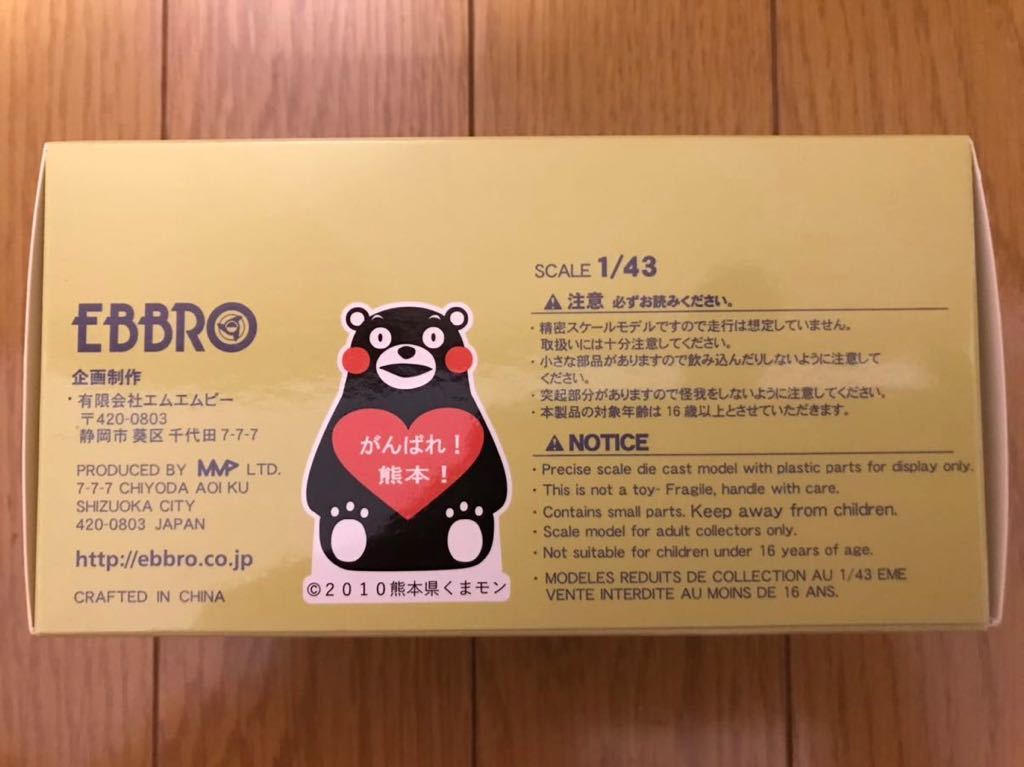 EBBRO
企画制作
・有限会社エムエムピー
〒420-0803
静岡市 葵区 千代田 7-7-7
PRODUCED BY MMP LTD.
7-7-7 CHIYODA AOI KU
SHIZUOKA CITY
420-0803 JAPAN
http://ebbro.co.jp
CRAFTED IN CHINA
がんばれ！
熊本！
©2010熊本県くまモン
SCALE 1/43
注意 必ずお読みください。
・精密スケールモデルですので走行は想定していません。
取扱いには十分注意してください。
・小さな部品がありますので飲み込んだりしないように注意して
ください。
・突起部分がありますので怪我をしないように注意してください。
・本製品の対象年齢は 16 歳以上とさせていただきます。
NOTICE
・Precise scale die cast model with plastic parts for display only.
・This is not a toy- Fragile, handle with care.
・Contains small parts. Keep away from children.
・Scale model for adult collectors only.
・Not suitable for children under 16 years of age.
・MODELES REDUITS DE COLLECTION AU 1/43 EME
VENTE INTERDITE AU MOINS DE 16 ANS.